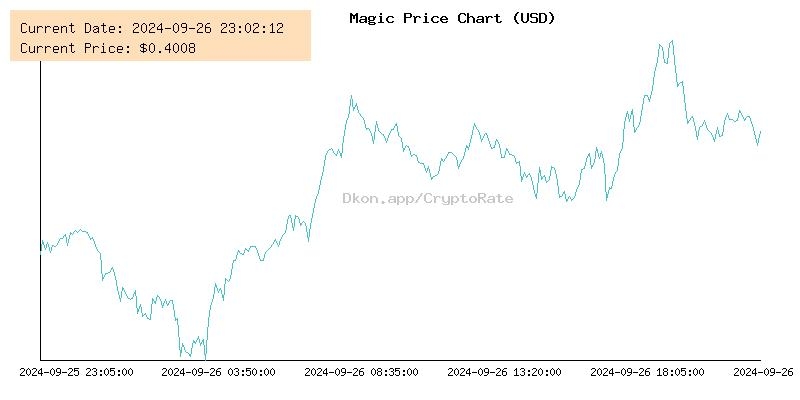 Magic Price Chart (USD)
Current Date: 2024-09-26 23:02:12
Current Price: $0.4008
Dkon.app/CryptoRate
2024-09-25 23:05:00 2024-09-26 03:50:00 2024-09-26 08:35:00 2024-09-26 13:20:00 2024-09-26 18:05:00 2024-09-26